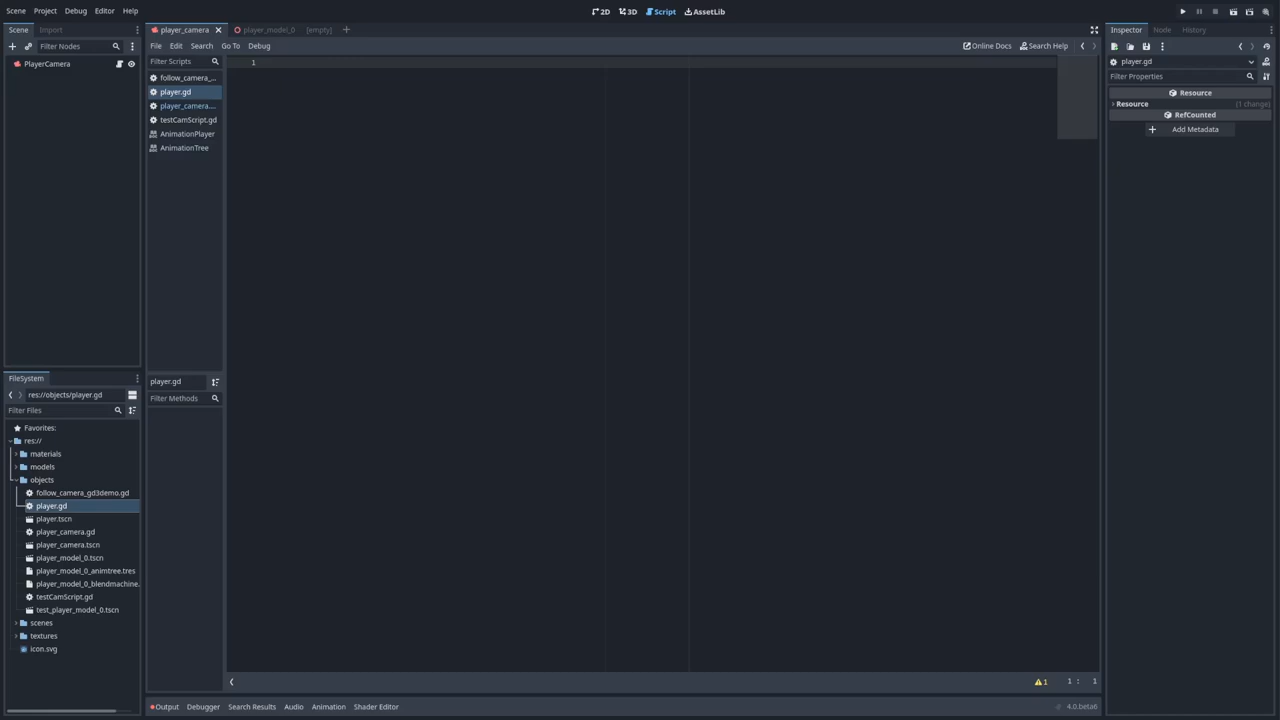 Scene Project Debug Editor Help
2D 3D Script AssetLib
Scene Import
Filter Nodes
PlayerCamera
player_camera player_model_0 [empty]
File Edit Search Go To Debug
Online Docs Search Help
Filter Scripts
follow_camera_...
player.gd
player_camera....
testCamScript.gd
AnimationPlayer
AnimationTree
1
player.gd
Filter Methods
Inspector Node History
player.gd
Filter Properties
Resource
Resource (1 change)
RefCounted
Add Metadata
FileSystem
res://objects/player.gd
Filter Files
Favorites:
res://
materials
models
objects
follow_camera_gd3demo.gd
player.gd
player.tscn
player_camera.gd
player_camera.tscn
player_model_0.tscn
player_model_0_animtree.tres
player_model_0_blendmachine.
testCamScript.gd
test_player_model_0.tscn
scenes
textures
icon.svg
1 1 : 1
Output Debugger Search Results Audio Animation Shader Editor
4.0.beta6